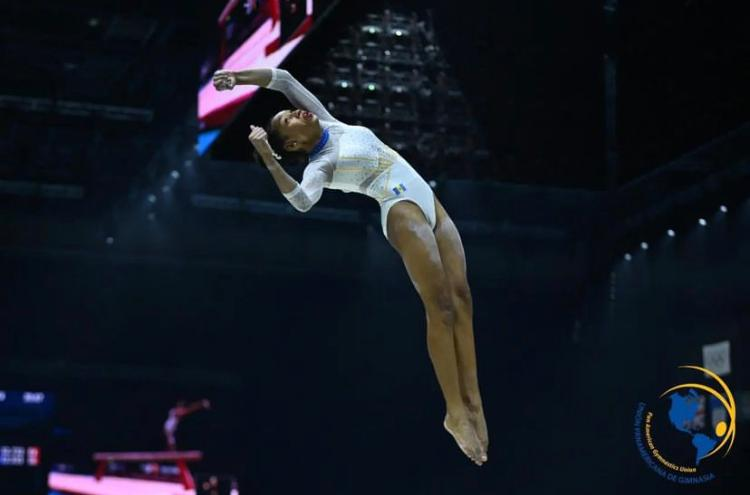 Pan American Gymnastics Union
UNIÓN PANAMERICANA DE GIMNASIA